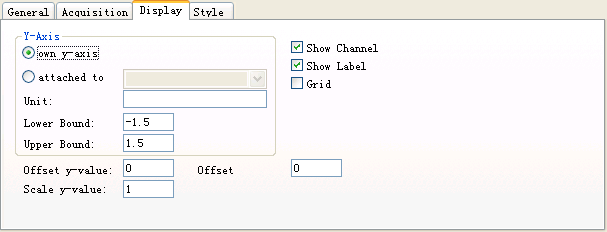 General Acquisition Display Style
Y-Axis
own y-axis
Show Channel
attached to
Show Label
Grid
Unit:
Lower Bound: -1.5
Upper Bound: 1.5
Offset y-value: 0 Offset 0
Scale y-value: 1